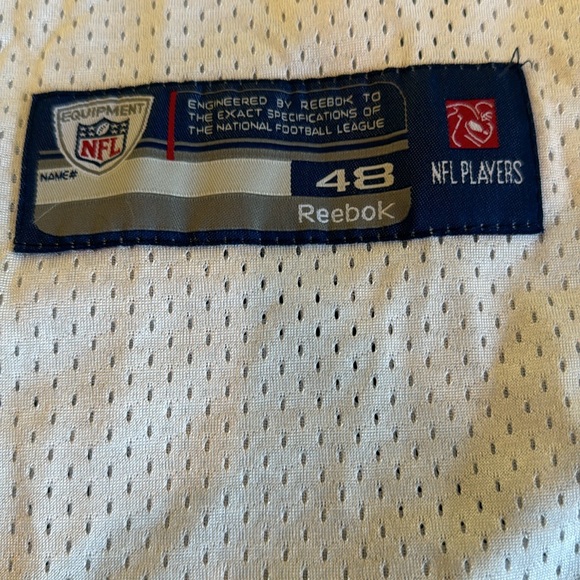 EQUIPMENT
NFL
ENGINEERED BY REEBOK TO
THE EXACT SPECIFICATIONS OF
THE NATIONAL FOOTBALL LEAGUE
NAME#
48
Reebok
NFL PLAYERS